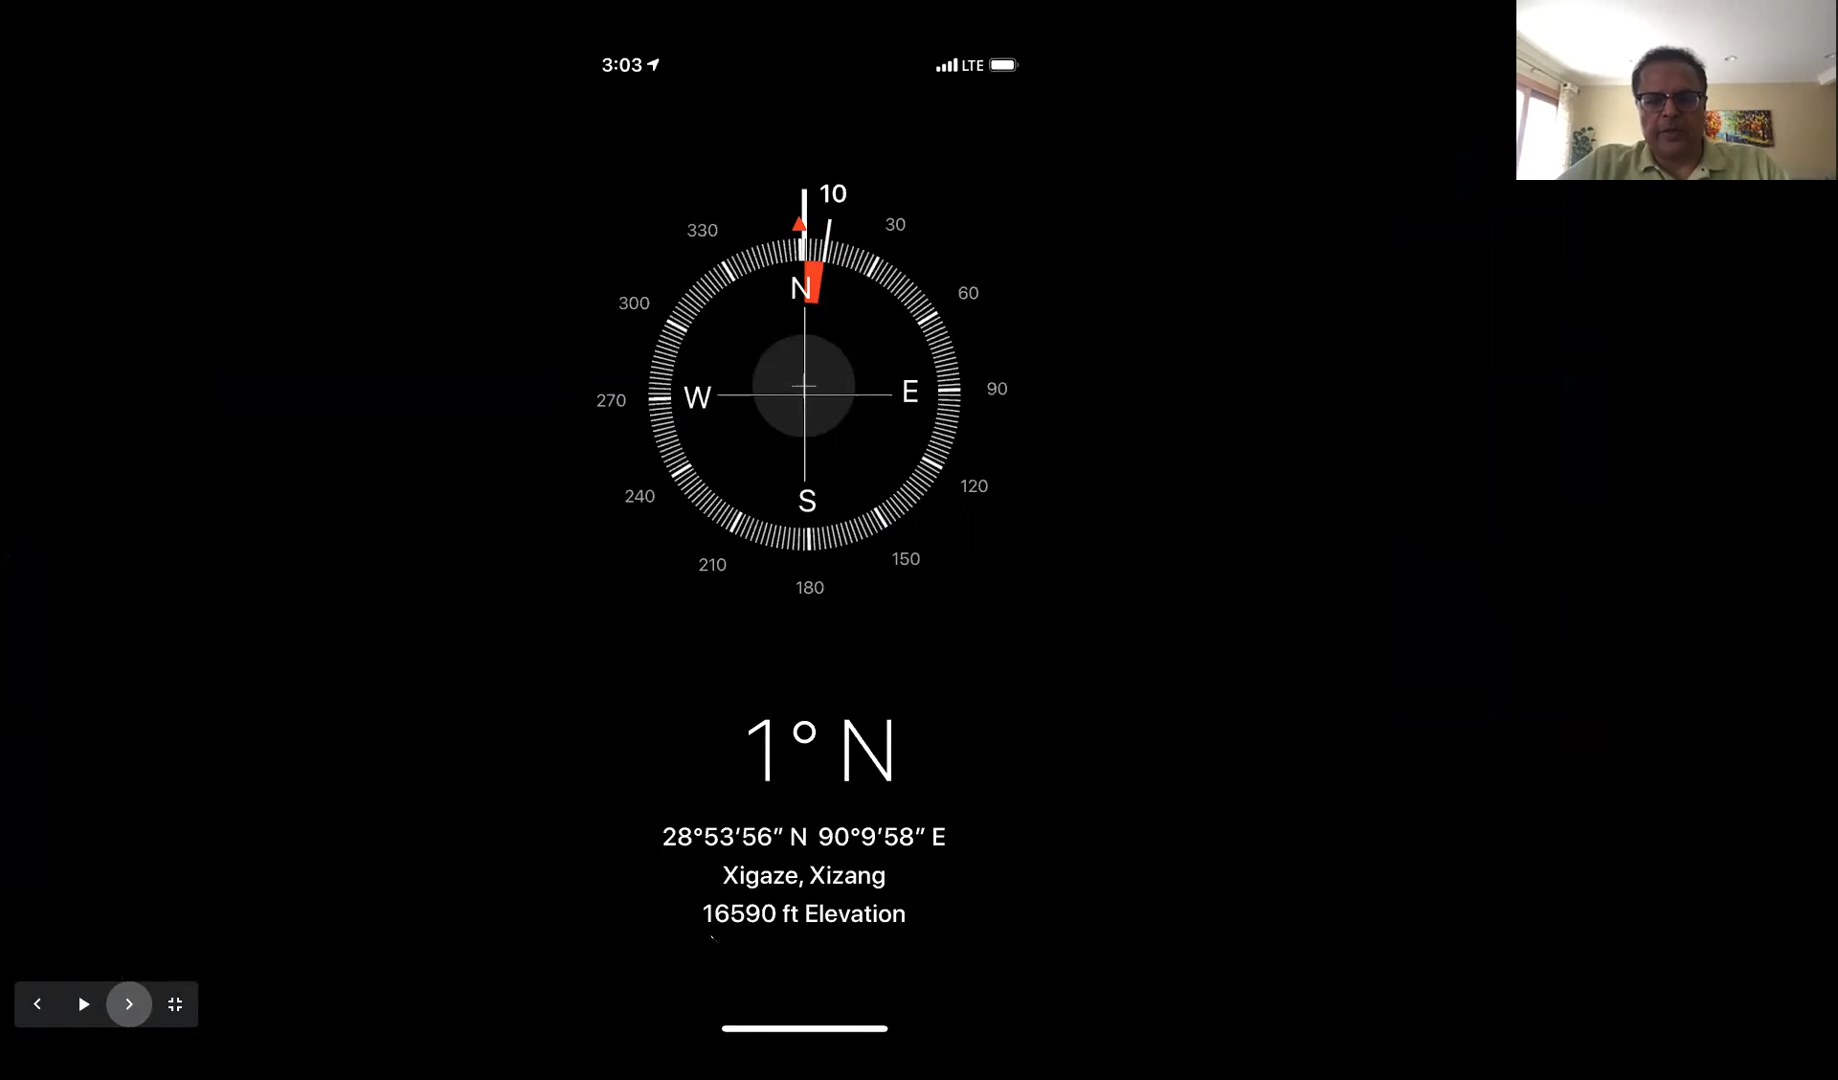 3:03 LTE
10
330 30
300 60
N
270 W E 90
240 120
S
210 150
180
1° N
28°53’56” N 90°9’58” E
Xigaze, Xizang
16590 ft Elevation